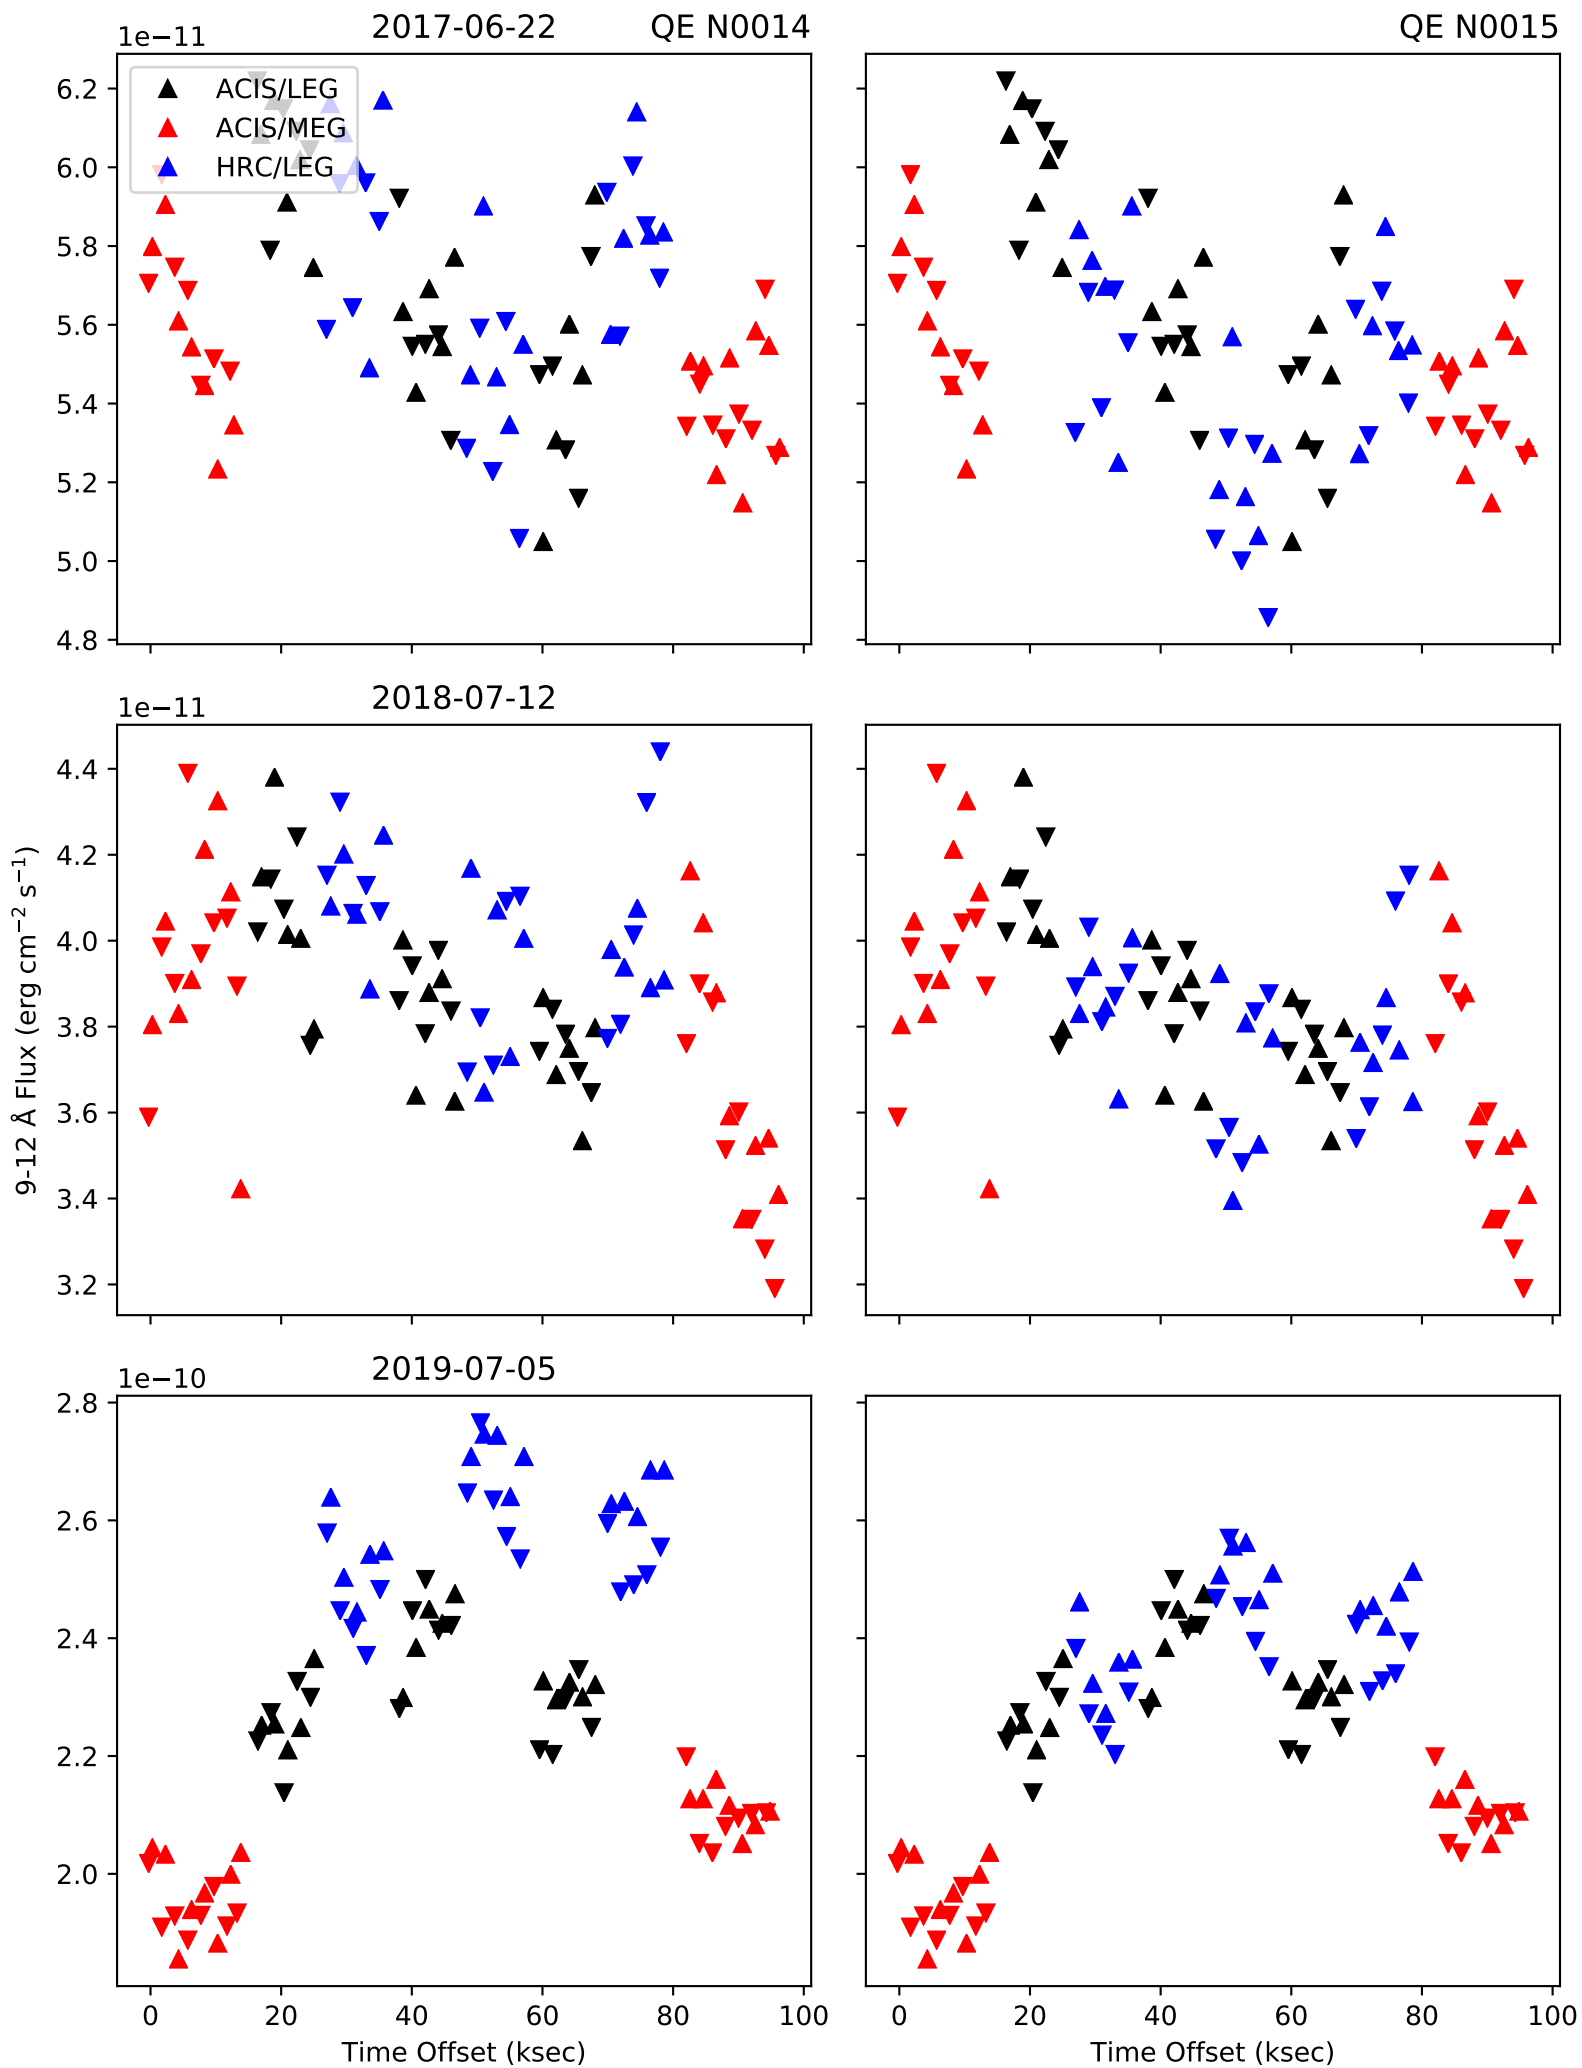 1e−11 2017-06-22 QE N0014 QE N0015
ACIS/LEG
ACIS/MEG
HRC/LEG
6.2
6.0
5.8
5.6
5.4
5.2
5.0
4.8
1e−11 2018-07-12
4.4
4.2
4.0
3.8
3.6
3.4
3.2
9-12 Å Flux (erg cm⁻² s⁻¹)
1e−10 2019-07-05
2.8
2.6
2.4
2.2
2.0
0 20 40 60 80 100 0 20 40 60 80 100
Time Offset (ksec) Time Offset (ksec)